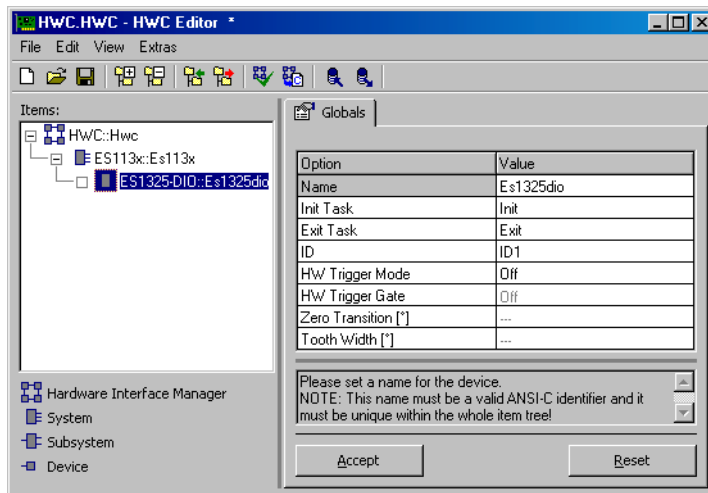 HWC.HWC - HWC Editor *
File Edit View Extras
Items:
HWC::Hwc
ES113x::Es113x
ES1325-DIO::Es1325dio
Hardware Interface Manager
System
Subsystem
Device
Globals
Option Value
Name Es1325dio
Init Task Init
Exit Task Exit
ID ID1
HW Trigger Mode Off
HW Trigger Gate Off
Zero Transition [°] ---
Tooth Width [°] ---
Please set a name for the device.
NOTE: This name must be a valid ANSI-C identifier and it
must be unique within the whole item tree!
Accept Reset